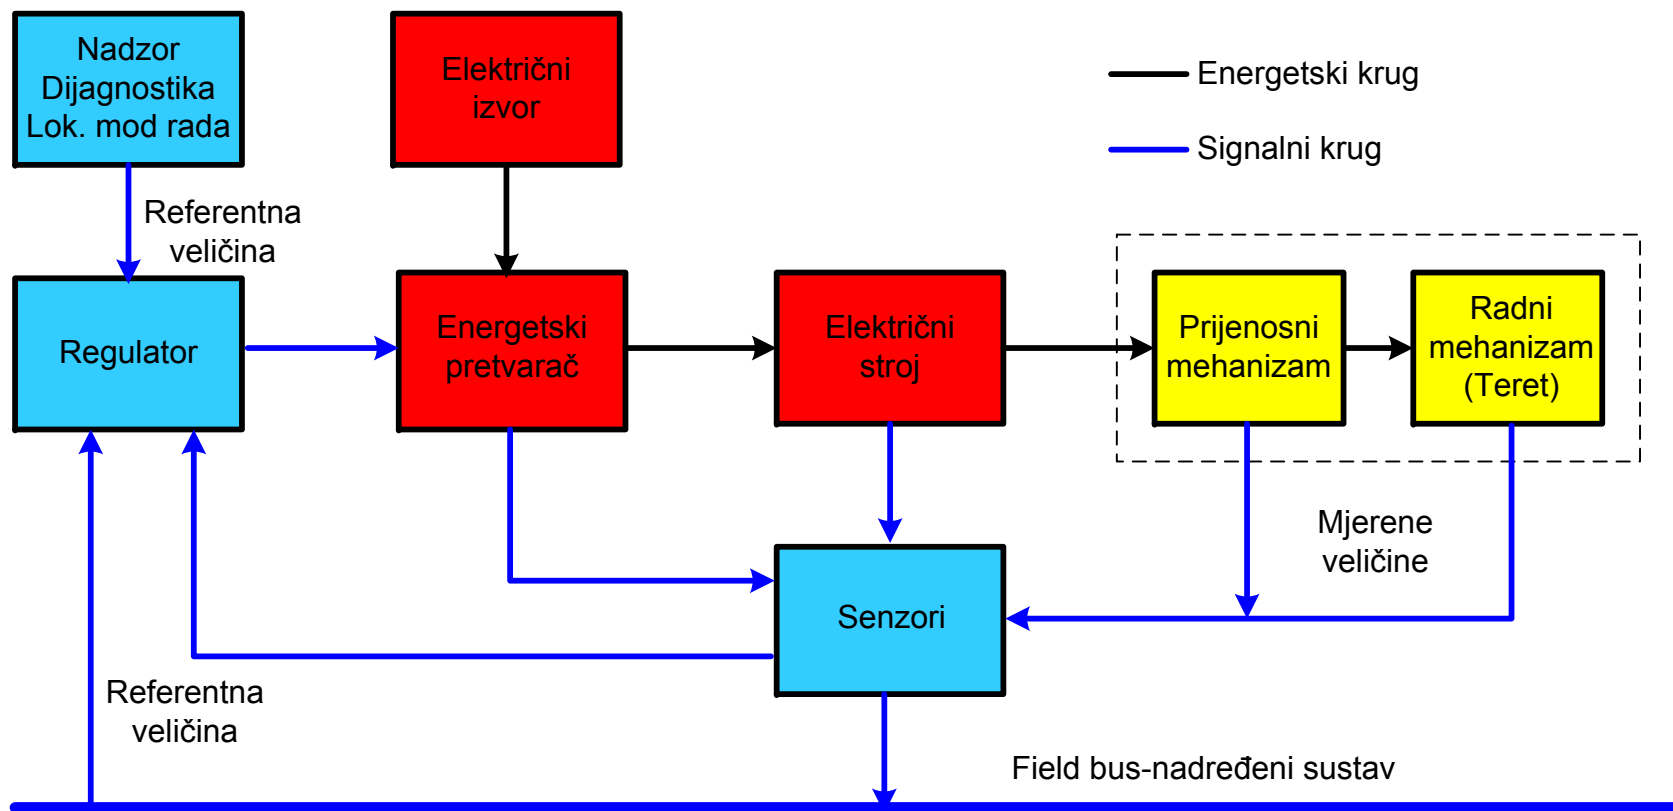 Nadzor
Dijagnostika
Lok. mod rada
Električni
izvor
Energetski krug
Signalni krug
Referentna
veličina
Regulator
Energetski
pretvarač
Električni
stroj
Prijenosni
mehanizam
Radni
mehanizam
(Teret)
Mjerene
veličine
Senzori
Referentna
veličina
Field bus-nadređeni sustav